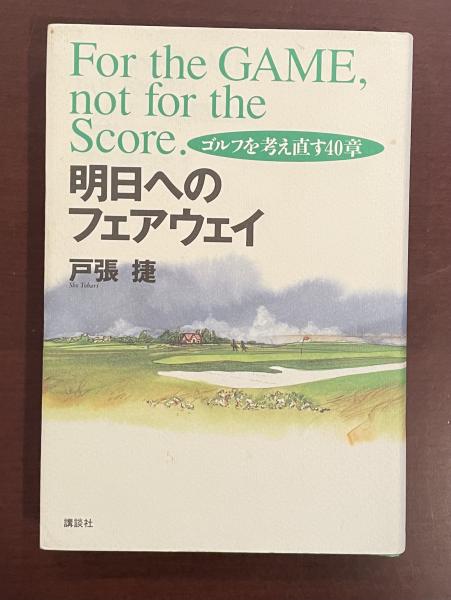 For the GAME,
not for the
Score.
ゴルフを考え直す40章
明日への
フェアウェイ
戸張 捷
Sho Tobari
講談社